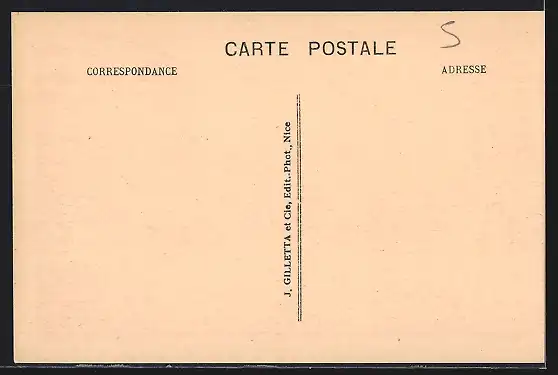 CARTE POSTALE
S
CORRESPONDANCE
ADRESSE
J. GILLETTA et Cie, Edit.-Phot., Nice